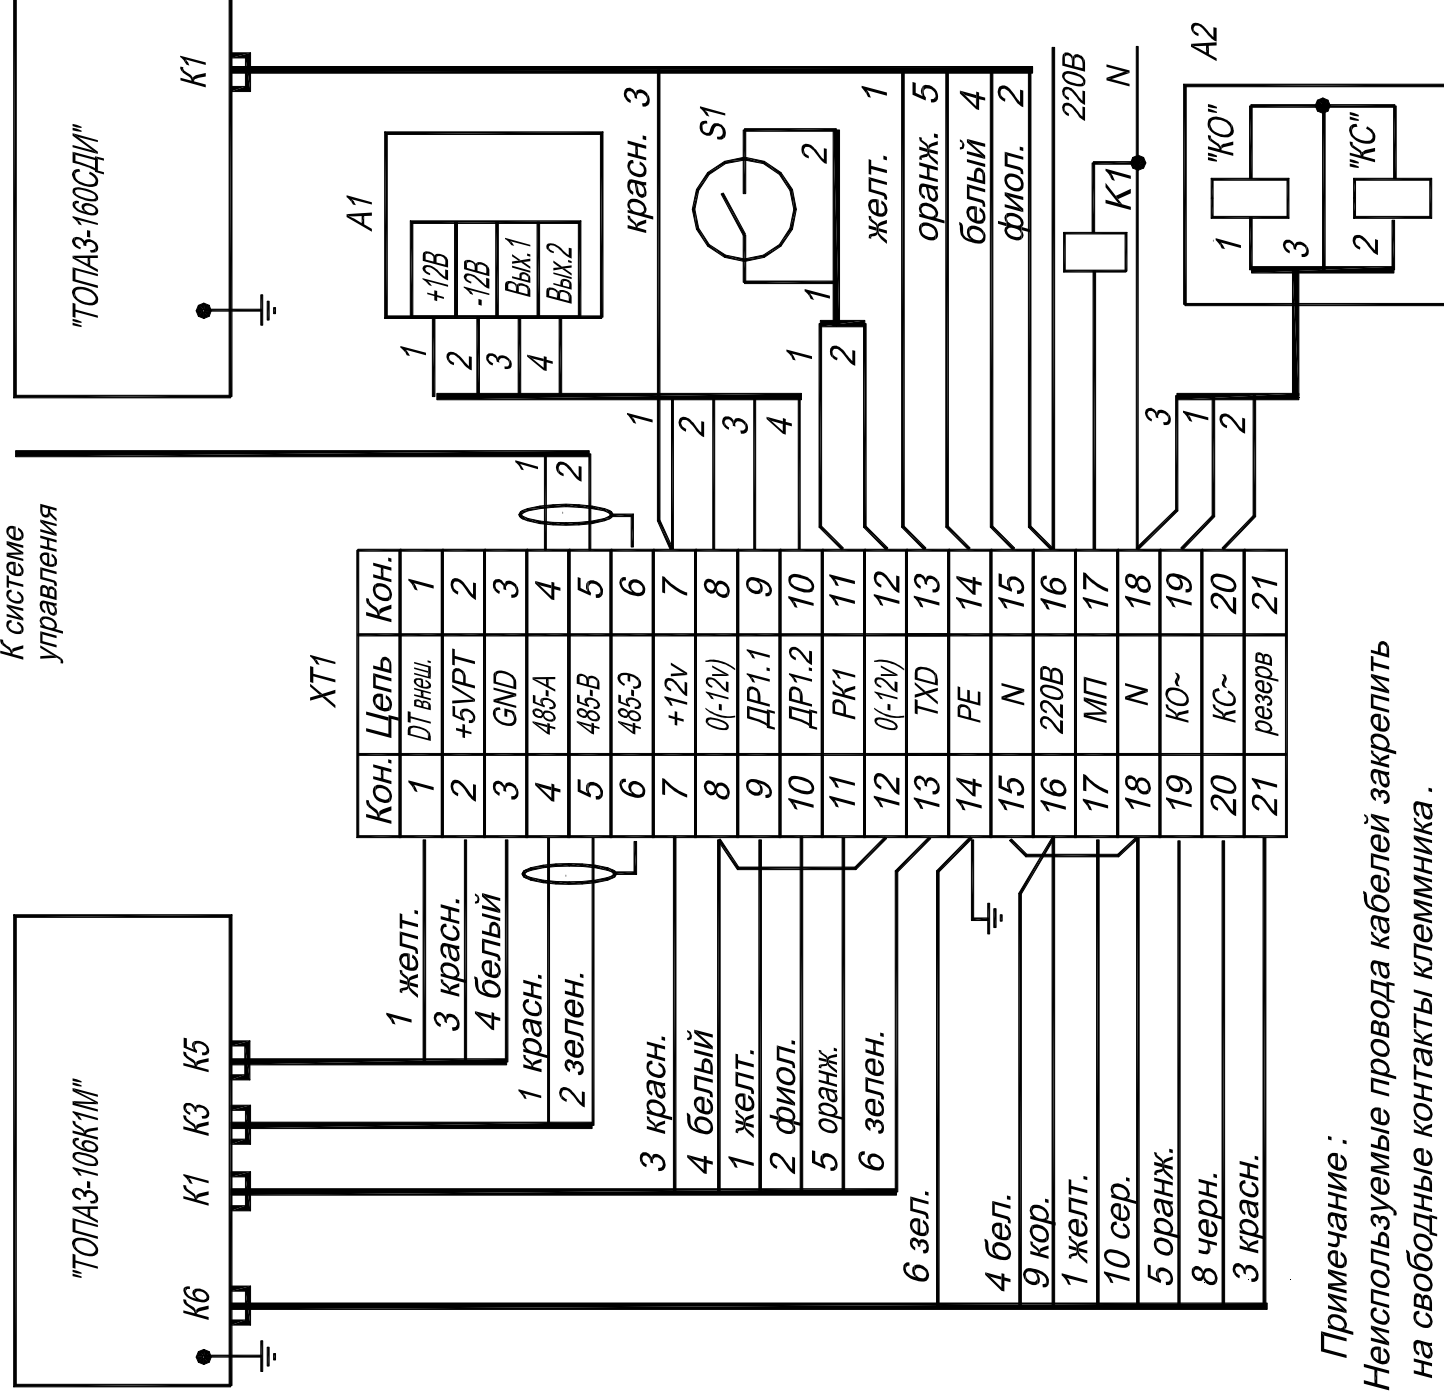 "ТОПАЗ-106К1М"
К6
К1
К3
К5
1 желт.
3 красн.
4 белый
1 красн.
2 зелен.
3 красн.
4 белый
1 желт.
2 фиол.
5 оранж.
6 зелен.
6 зел.
4 бел.
9 кор.
1 желт.
10 сер.
5 оранж.
8 черн.
3 красн.
XT1
Кон. Цепь Кон.
1 DT внеш. 1
2 +5VPT 2
3 GND 3
4 485-А 4
5 485-В 5
6 485-Э 6
7 +12v 7
8 0(-12v) 8
9 ДР1.1 9
10 ДР1.2 10
11 РК1 11
12 0(-12v) 12
13 TXD 13
14 РЕ 14
15 N 15
16 220В 16
17 МП 17
18 N 18
19 КО~ 19
20 КС~ 20
21 резерв 21
К системе
управления
1
2
"ТОПАЗ-160СДИ"
К1
А1
+12В
-12В
Вых.1
Вых.2
1
2
3
4
1
2
3
4
красн. 3
S1
1
2
1
2
желт. 1
оранж. 5
белый 4
фиол. 2
220В
N
К1
А2
"КО"
"КС"
1
3
2
3
1
2
Примечание :
Неиспользуемые провода кабелей закрепить
на свободные контакты клеммника .